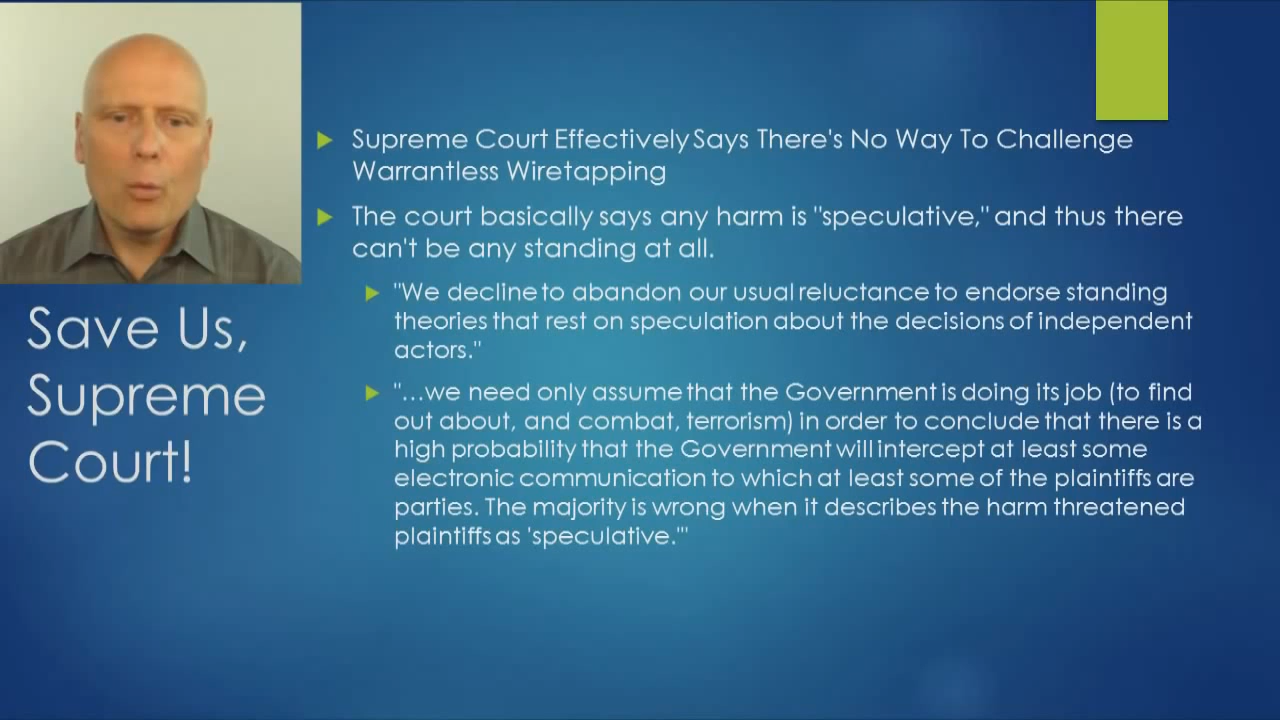 Supreme Court Effectively Says There's No Way To Challenge
Warrantless Wiretapping
The court basically says any harm is "speculative," and thus there
can't be any standing at all.
"We decline to abandon our usual reluctance to endorse standing
theories that rest on speculation about the decisions of independent
actors."
"...we need only assume that the Government is doing its job (to find
out about, and combat, terrorism) in order to conclude that there is a
high probability that the Government will intercept at least some
electronic communication to which at least some of the plaintiffs are
parties. The majority is wrong when it describes the harm threatened
plaintiffs as 'speculative.'"
Save Us,
Supreme
Court!